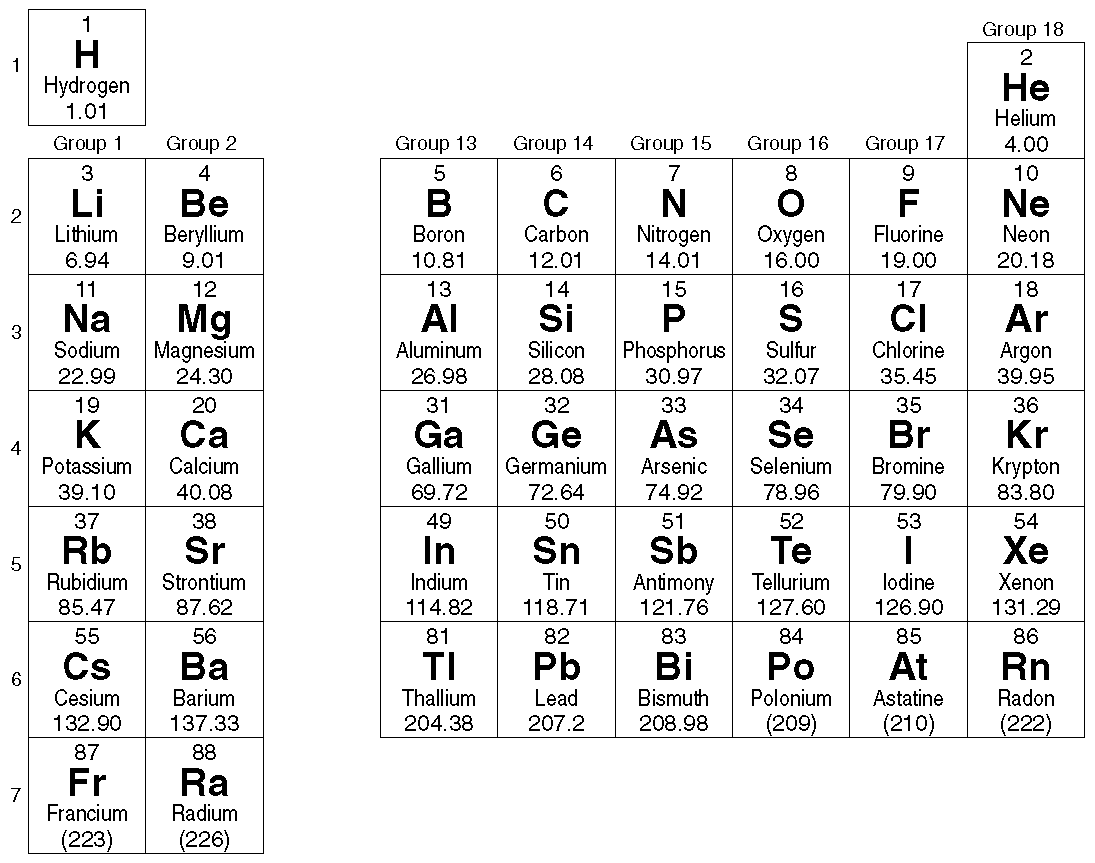 1
H
Hydrogen
1.01
1
Group 18
2
He
Helium
4.00
Group 1 Group 2 Group 13 Group 14 Group 15 Group 16 Group 17
3 4 5 6 7 8 9 10
2 Li Be B C N O F Ne
Lithium Beryllium Boron Carbon Nitrogen Oxygen Fluorine Neon
6.94 9.01 10.81 12.01 14.01 16.00 19.00 20.18
11 12 13 14 15 16 17 18
3 Na Mg Al Si P S Cl Ar
Sodium Magnesium Aluminum Silicon Phosphorus Sulfur Chlorine Argon
22.99 24.30 26.98 28.08 30.97 32.07 35.45 39.95
19 20 31 32 33 34 35 36
4 K Ca Ga Ge As Se Br Kr
Potassium Calcium Gallium Germanium Arsenic Selenium Bromine Krypton
39.10 40.08 69.72 72.64 74.92 78.96 79.90 83.80
37 38 49 50 51 52 53 54
5 Rb Sr In Sn Sb Te I Xe
Rubidium Strontium Indium Tin Antimony Tellurium Iodine Xenon
85.47 87.62 114.82 118.71 121.76 127.60 126.90 131.29
55 56 81 82 83 84 85 86
6 Cs Ba Tl Pb Bi Po At Rn
Cesium Barium Thallium Lead Bismuth Polonium Astatine Radon
132.90 137.33 204.38 207.2 208.98 (209) (210) (222)
87 88
7 Fr Ra
Francium Radium
(223) (226)